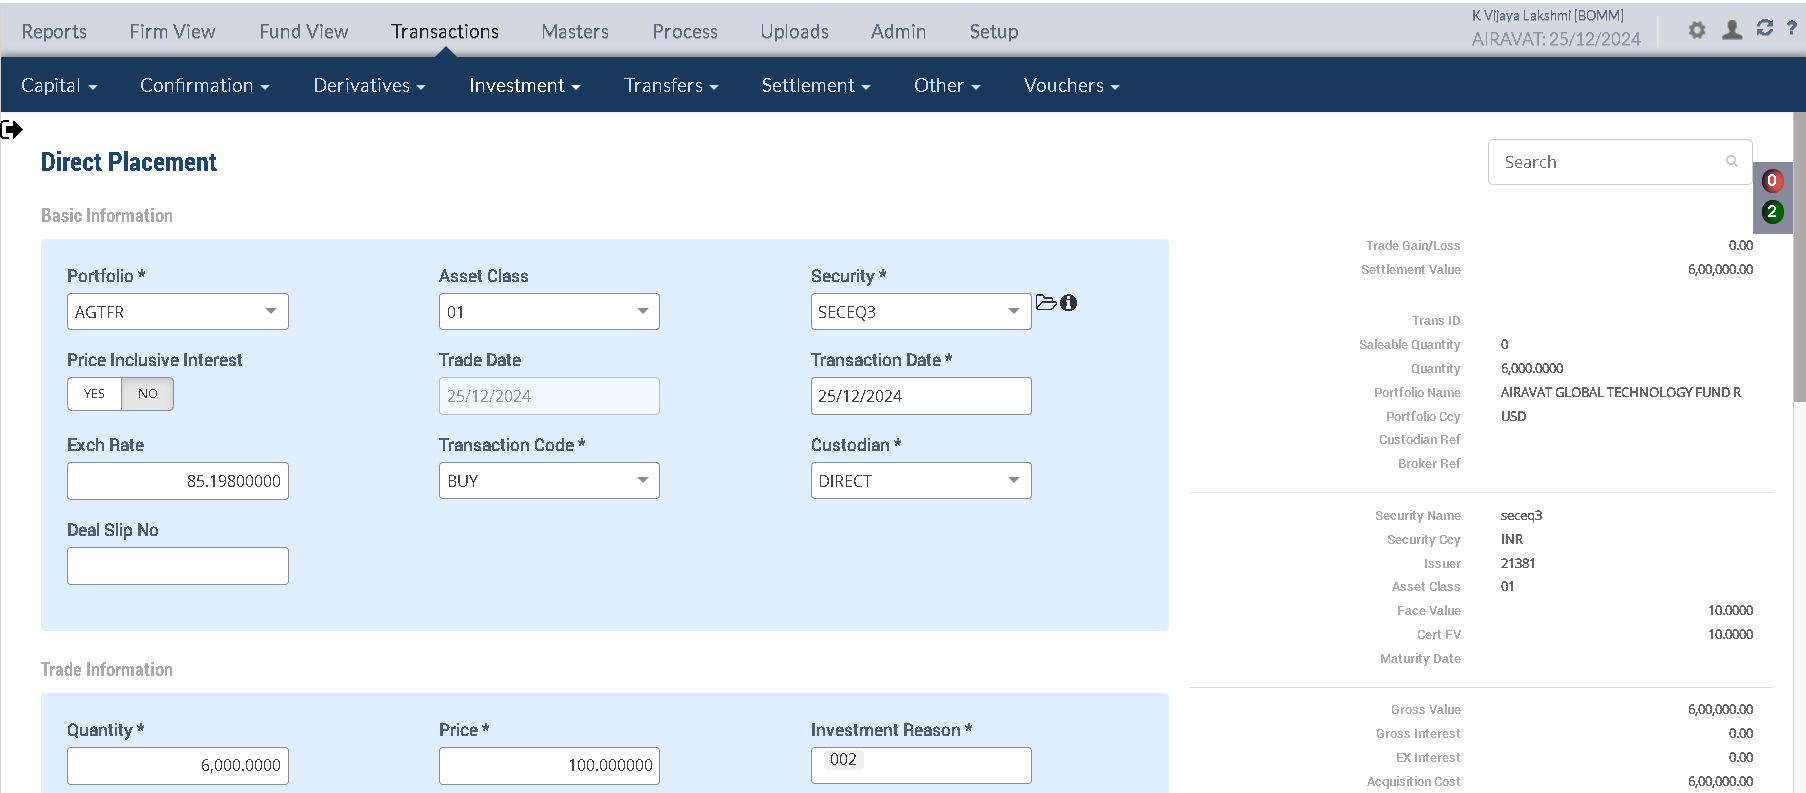 Reports Firm View Fund View Transactions Masters Process Uploads Admin Setup
K Vijaya Lakshmi [BOMM]
AIRAVAT: 25/12/2024
?
Capital Confirmation Derivatives Investment Transfers Settlement Other Vouchers
Direct Placement
Search
0
2
Basic Information
Portfolio * Asset Class Security *
AGTFR 01 SECEQ3
Price Inclusive Interest Trade Date Transaction Date *
YES NO 25/12/2024 25/12/2024
Exch Rate Transaction Code * Custodian *
85.19800000 BUY DIRECT
Deal Slip No
Trade Information
Quantity * Price * Investment Reason *
6,000.0000 100.000000 002
Trade Gain/Loss 0.00
Settlement Value 6,00,000.00
Trans ID
Saleable Quantity 0
Quantity 6,000.0000
Portfolio Name AIRAVAT GLOBAL TECHNOLOGY FUND R
Portfolio Ccy USD
Custodian Ref
Broker Ref
Security Name seceq3
Security Ccy INR
Issuer 21381
Asset Class 01
Face Value 10.0000
Cert FV 10.0000
Maturity Date
Gross Value 6,00,000.00
Gross Interest 0.00
EX Interest 0.00
Acquisition Cost 6,00,000.00